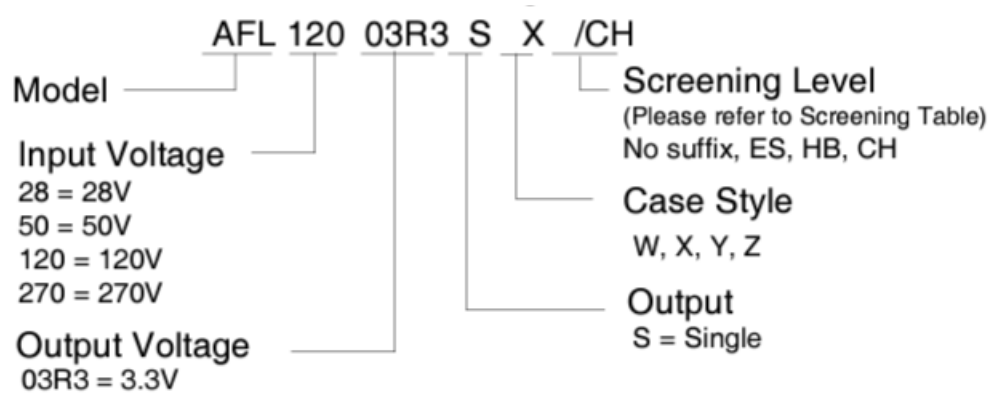 AFL 120 03R3 S X /CH
Model
Input Voltage
28 = 28V
50 = 50V
120 = 120V
270 = 270V
Output Voltage
03R3 = 3.3V
Screening Level
(Please refer to Screening Table)
No suffix, ES, HB, CH
Case Style
W, X, Y, Z
Output
S = Single